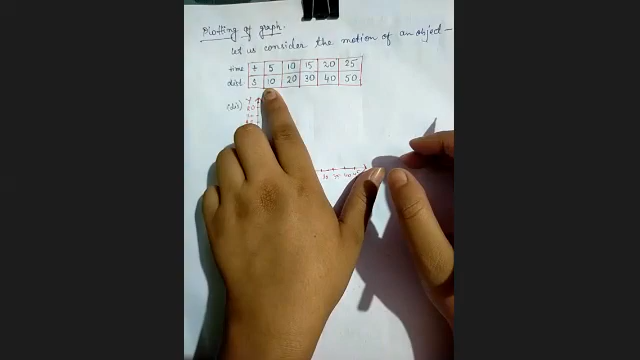 Plotting of graph.
Let us consider the motion of an object –
time t 5 10 15 20 25
dist S 10 20 30 40 50
Y